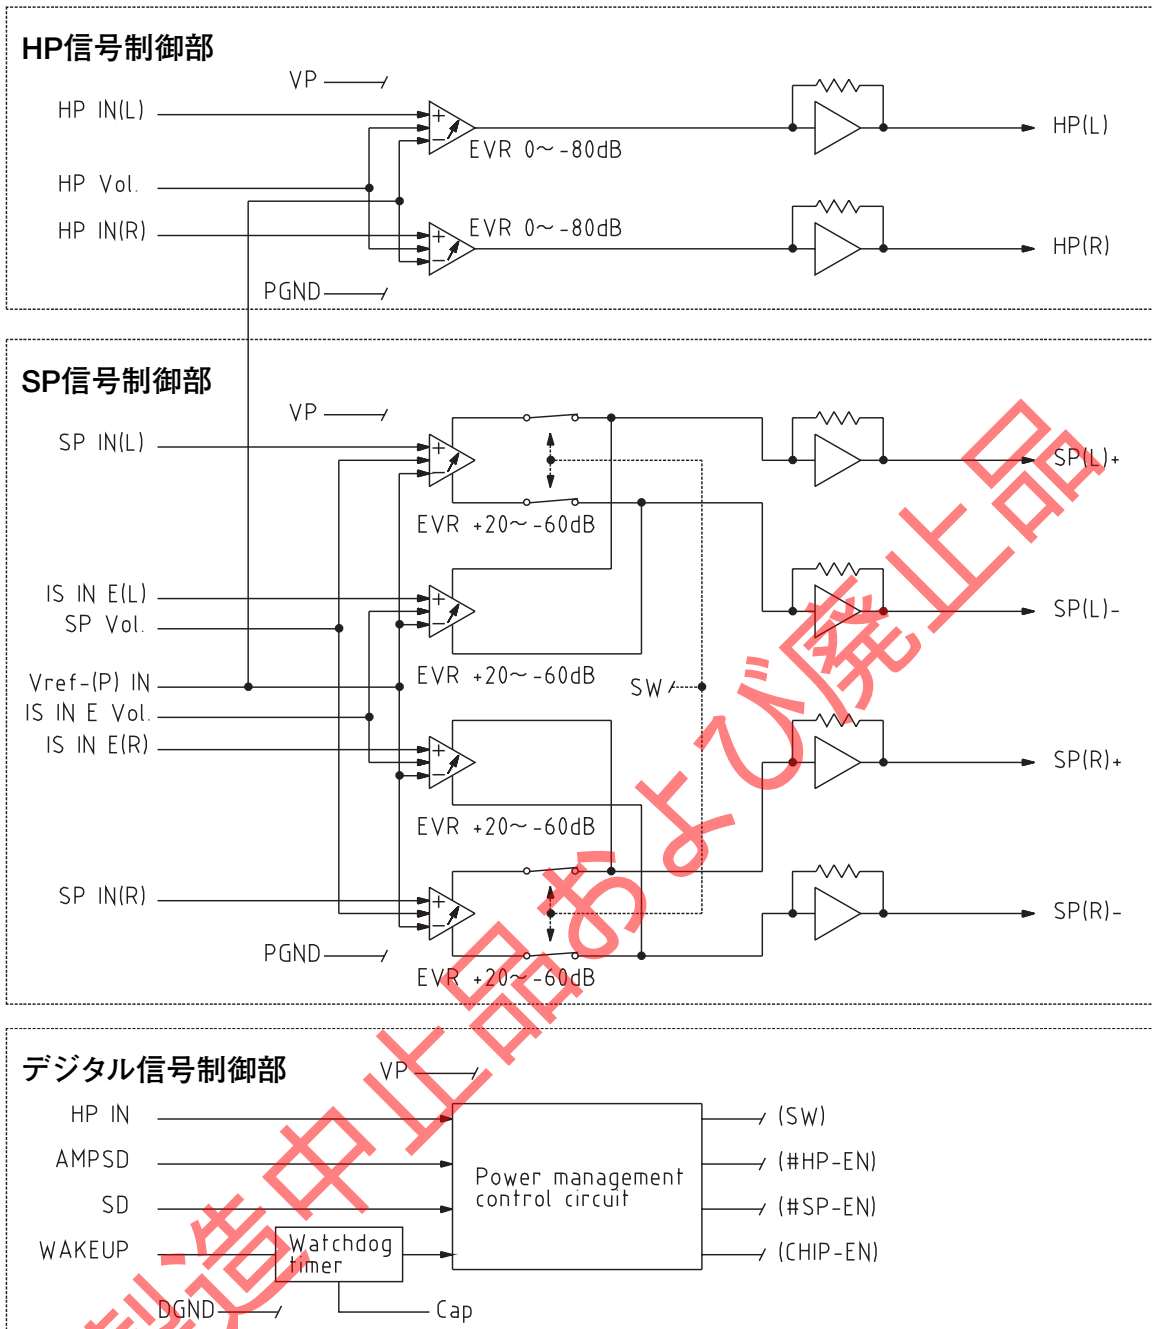 HP信号制御部
VP
HP IN(L)
HP(L)
EVR 0～-80dB
HP Vol.
HP IN(R)
EVR 0～-80dB
HP(R)
PGND
SP信号制御部
VP
SP IN(L)
SP(L)+
EVR +20～-60dB
IS IN E(L)
SP Vol.
SP(L)-
EVR +20～-60dB
Vref-(P) IN
SW
IS IN E Vol.
IS IN E(R)
SP(R)+
EVR +20～-60dB
SP IN(R)
SP(R)-
PGND
EVR +20～-60dB
デジタル信号制御部
VP
HP IN
(SW)
AMPSD
(#HP-EN)
Power management
control circuit
SD
(#SP-EN)
WAKEUP
Watchdog
timer
(CHIP-EN)
DGND
Cap
製造中止品および廃止品